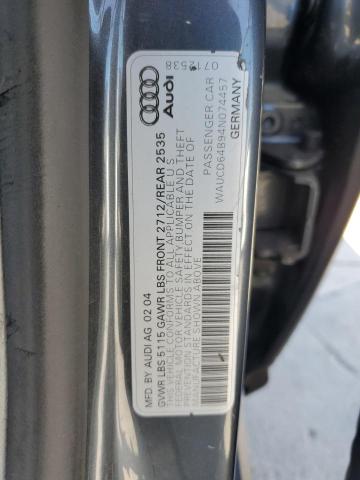 MFD. BY AUDI AG 02 04
GVWR LBS 5115 GAWR LBS FRONT 2712/REAR 2535
THIS VEHICLE CONFORMS TO ALL APPLICABLE U S
FEDERAL MOTOR VEHICLE SAFETY BUMPER AND THEFT
PREVENTION STANDARDS IN EFFECT ON THE DATE OF
MANUFACTURE SHOWN ABOVE
PASSENGER CAR
WAUCD64B94N074457
GERMANY
Audi
0712538